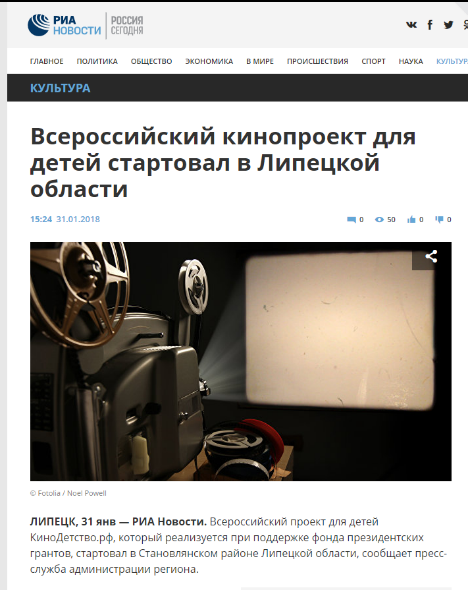 РИА НОВОСТИ РОССИЯ СЕГОДНЯ
ГЛАВНОЕ ПОЛИТИКА ОБЩЕСТВО ЭКОНОМИКА В МИРЕ ПРОИСШЕСТВИЯ СПОРТ НАУКА КУЛЬТУР
КУЛЬТУРА
Всероссийский кинопроект для
детей стартовал в Липецкой
области
15:24 31.01.2018 0 50 0 0
© Fotolia / Noel Powell
ЛИПЕЦК, 31 янв — РИА Новости. Всероссийский проект для детей
КиноДетство.рф, который реализуется при поддержке фонда президентских
грантов, стартовал в Становлянском районе Липецкой области, сообщает пресс-
служба администрации региона.